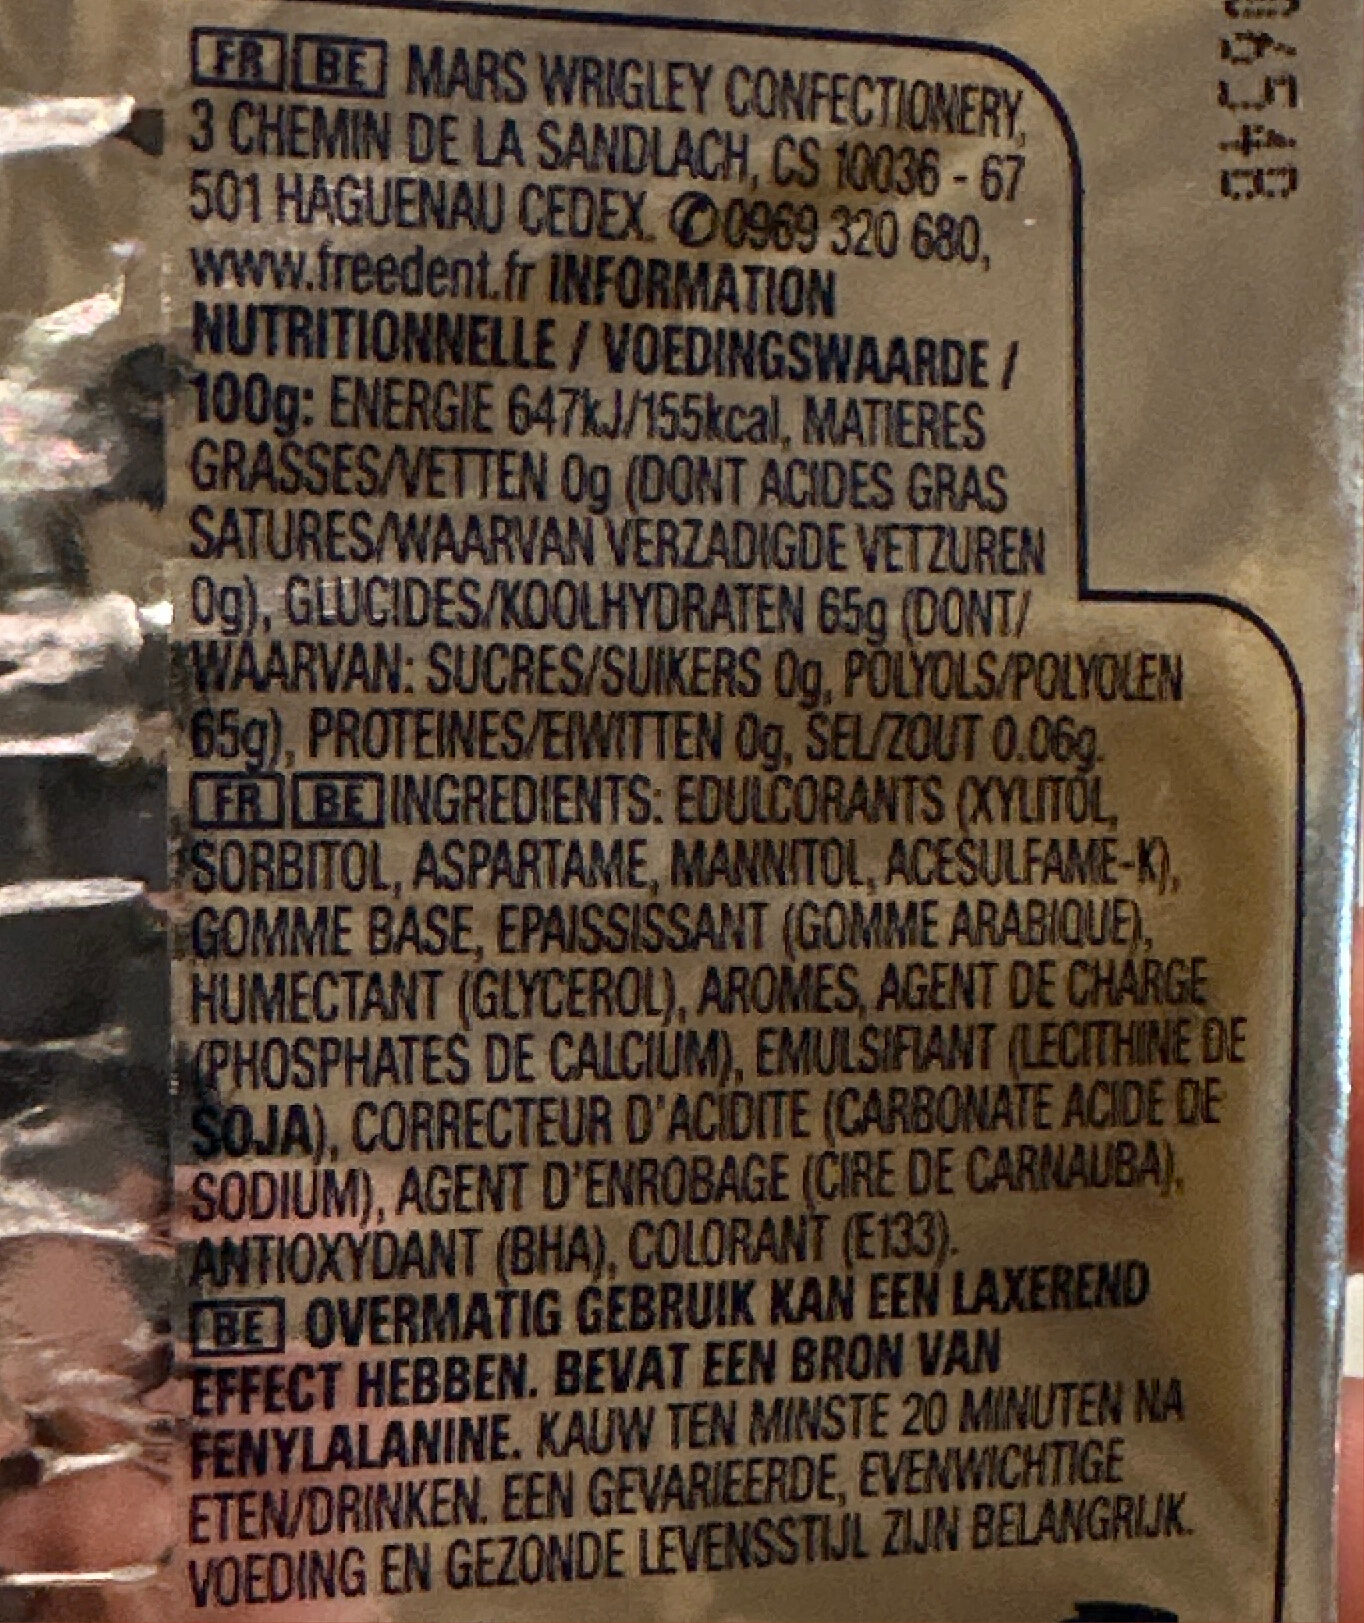 FR BE MARS WRIGLEY CONFECTIONERY,
3 CHEMIN DE LA SANDLACH, CS 10036 - 67
501 HAGUENAU CEDEX. ✆0969 320 680,
www.freedent.fr INFORMATION
NUTRITIONNELLE / VOEDINGSWAARDE /
100g: ENERGIE 647kJ/155kcal, MATIERES
GRASSES/VETTEN 0g (DONT ACIDES GRAS
SATURES/WAARVAN VERZADIGDE VETZUREN
0g), GLUCIDES/KOOLHYDRATEN 65g (DONT/
WAARVAN: SUCRES/SUIKERS 0g, POLYOLS/POLYOLEN
65g), PROTEINES/EIWITTEN 0g, SEL/ZOUT 0.06g.
FR BE INGREDIENTS: EDULCORANTS (XYLITOL,
SORBITOL, ASPARTAME, MANNITOL, ACESULFAME-K),
GOMME BASE, EPAISSISSANT (GOMME ARABIQUE),
HUMECTANT (GLYCEROL), AROMES, AGENT DE CHARGE
(PHOSPHATES DE CALCIUM), EMULSIFIANT (LECITHINE DE
SOJA), CORRECTEUR D'ACIDITE (CARBONATE ACIDE DE
SODIUM), AGENT D'ENROBAGE (CIRE DE CARNAUBA),
ANTIOXYDANT (BHA), COLORANT (E133).
BE OVERMATIG GEBRUIK KAN EEN LAXEREND
EFFECT HEBBEN. BEVAT EEN BRON VAN
FENYLALANINE. KAUW TEN MINSTE 20 MINUTEN NA
ETEN/DRINKEN. EEN GEVARIEERDE, EVENWICHTIGE
VOEDING EN GEZONDE LEVENSSTIJL ZIJN BELANGRIJK.